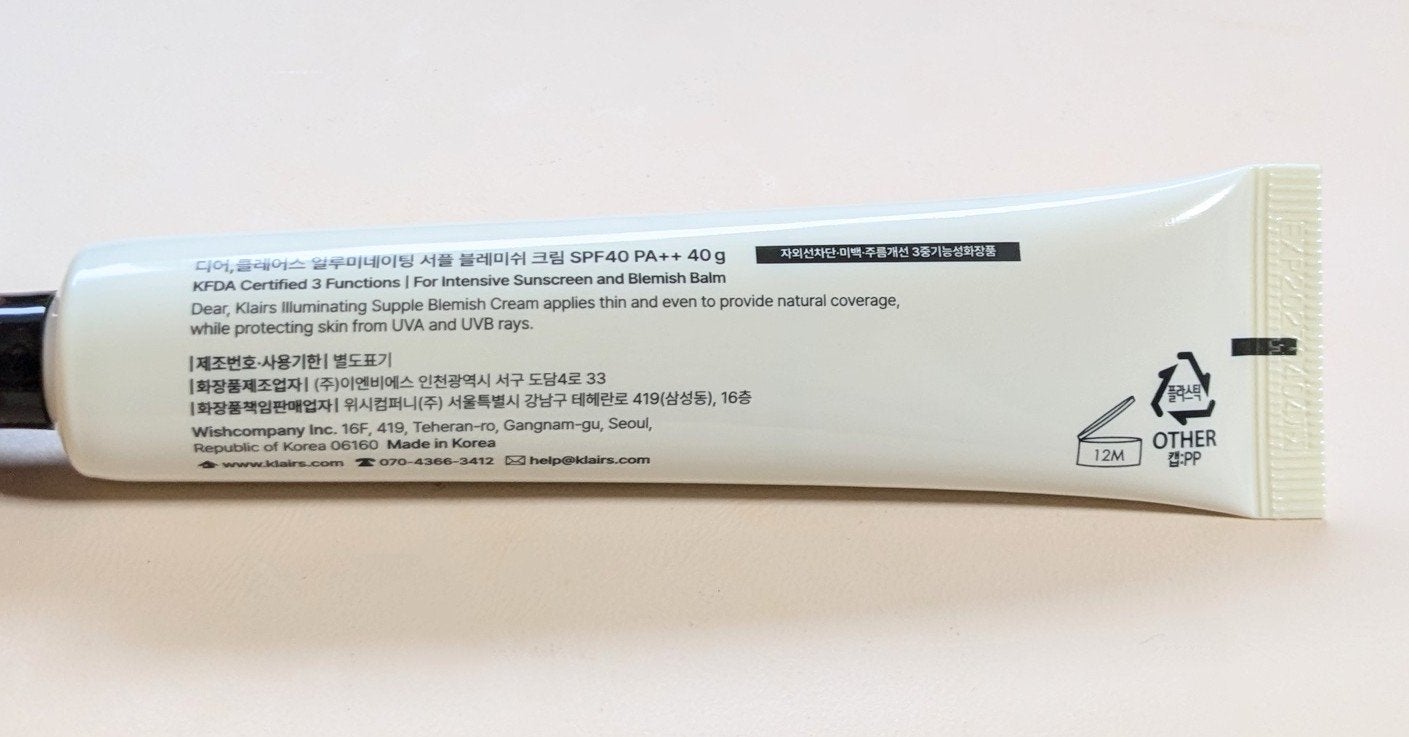 디어,클레어스 일루미네이팅 서플 블레미쉬 크림 SPF40 PA++ 40 g
자외선차단·미백·주름개선 3중기능성화장품
KFDA Certified 3 Functions | For Intensive Sunscreen and Blemish Balm
Dear, Klairs Illuminating Supple Blemish Cream applies thin and even to provide natural coverage,
while protecting skin from UVA and UVB rays.
|제조번호·사용기한| 별도표기
|화장품제조업자| (주)이엔비에스 인천광역시 서구 도담4로 33
|화장품책임판매업자| 위시컴퍼니(주) 서울특별시 강남구 테헤란로 419(삼성동), 16층
Wishcompany Inc. 16F, 419, Teheran-ro, Gangnam-gu, Seoul,
Republic of Korea 06160 Made in Korea
www.klairs.com 070-4366-3412 help@klairs.com
12M
플라스틱
OTHER
캡:PP